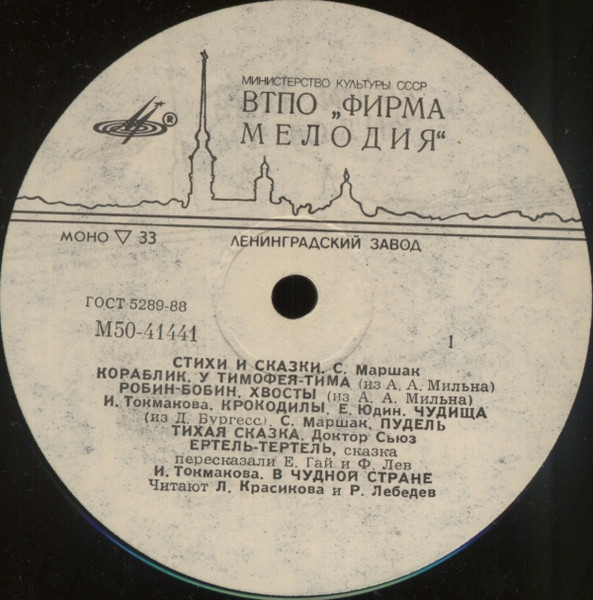 МИНИСТЕРСТВО КУЛЬТУРЫ СССР
ВТПО „ФИРМА
МЕЛОДИЯ“
®
МОНО ▽ 33
ЛЕНИНГРАДСКИЙ ЗАВОД
ГОСТ 5289-88
М50-41441
1
СТИХИ И СКАЗКИ. С. Маршак
КОРАБЛИК. У ТИМОФЕЯ-ТИМА (из А. А. Мильна)
РОБИН-БОБИН. ХВОСТЫ (из А. А. Мильна)
И. Токмакова. КРОКОДИЛЫ. Е. Юдин. ЧУДИЩА
(из Д. Бургесс). С. Маршак. ПУДЕЛЬ
ТИХАЯ СКАЗКА. Доктор Сьюз
ЕРТЕЛЬ-ТЕРТЕЛЬ, сказка
пересказали Е. Гай и Ф. Лев
И. Токмакова. В ЧУДНОЙ СТРАНЕ
Читают Л. Красикова и Р. Лебедев